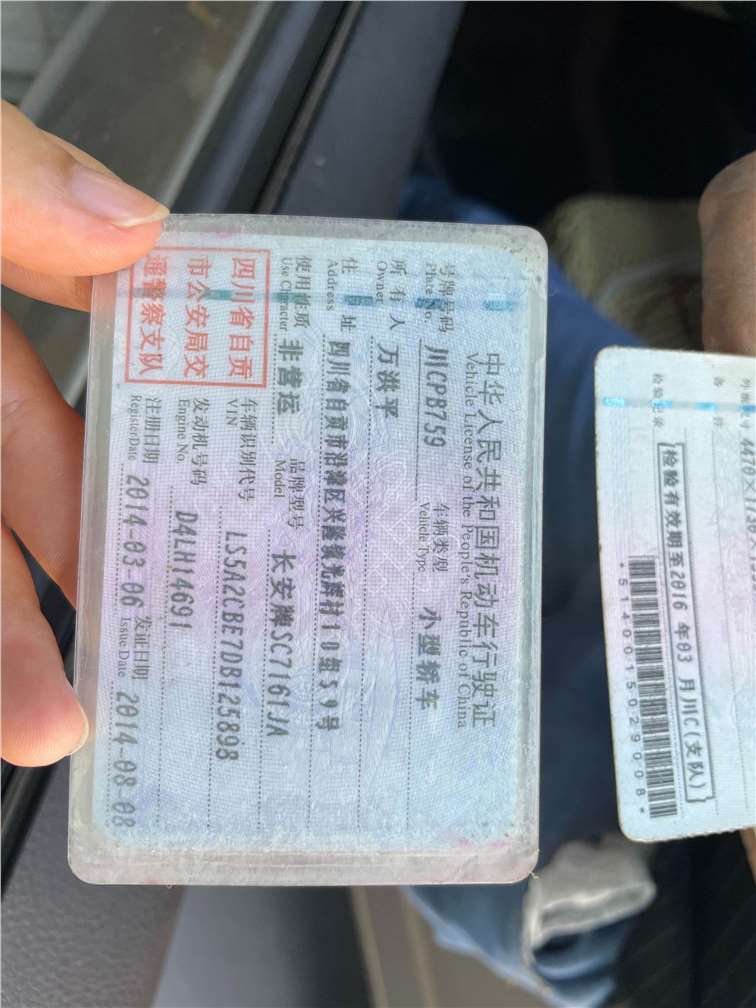 中华人民共和国机动车行驶证
Vehicle License of the People's Republic of China
号牌号码 川CPB759 车辆类型 小型轿车
Plate No. Vehicle Type
所有人 万洪平
Owner
住址 四川省自贡市沿滩区兴隆镇光辉村10组59号
Address
使用性质 非营运 品牌型号 长安牌SC7161JA
Use Character Model
四川省自贡
市公安局交
通警察支队
车辆识别代号 LS5A2CBE7DB125898
VIN
发动机号码 D4LH14691
Engine No.
注册日期 2014-03-06 发证日期 2014-08-08
Register Date Issue Date
检验记录
检验有效期至2016年03月川C(支队)
*5140015029008*